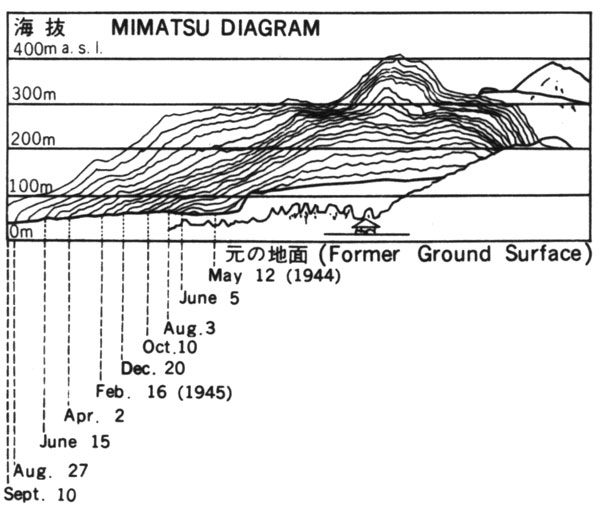 海抜 MIMATSU DIAGRAM
400m a.s.l.
300m
200m
100m
0m
元の地面 (Former Ground Surface)
May 12 (1944)
June 5
Aug.3
Oct.10
Dec. 20
Feb. 16 (1945)
Apr. 2
June 15
Aug. 27
Sept. 10